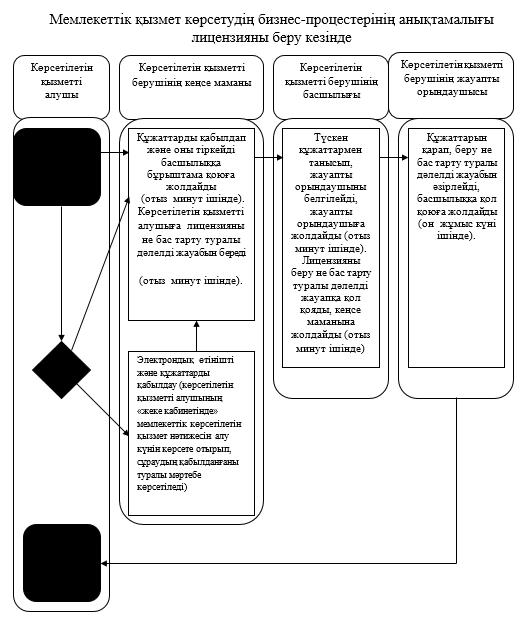 Мемлекеттік қызмет көрсетудің бизнес-процестерінің анықтамалығы
лицензияны беру кезінде
Көрсетілетін
қызметті
алушы
Көрсетілетін қызметті
берушінің кеңсе маманы
Көрсетілетін
қызметті берушінің
басшылығы
Көрсетілетін қызметті
берушінің жауапты
орындаушысы
Құжаттарды қабылдап
және оны тіркейді
басшылыққа
бұрыштама қоюға
жолдайды
(отыз минут ішінде).
Көрсетілетін қызметті
алушыға лицензияны
не бас тарту туралы
дәлелді жауабын береді
(отыз минут ішінде).
Түскен
құжаттармен
танысып,
жауапты
орындаушыны
белгілейді,
жауапты
орындаушыға
жолдайды (отыз
минут ішінде).
Лицензияны
беру не бас тарту
туралы дәлелді
жауапқа қол
қояды, кеңсе
маманына
жолдайды (отыз
минут ішінде)
Құжаттарын
қарап, беру не
бас тарту туралы
дәлелді жауабын
әзірлейді,
басшылыққа қол
қоюға жолдайды
(он жұмыс күні
ішінде).
Электрондық өтінішті
және құжаттарды
қабылдау (көрсетілетін
қызметті алушының
«жеке кабинетінде»
мемлекеттік көрсетілетін
қызмет нәтижесін алу
күнін көрсете отырып,
сұраудың қабылданғаны
туралы мәртебе
көрсетіледі)